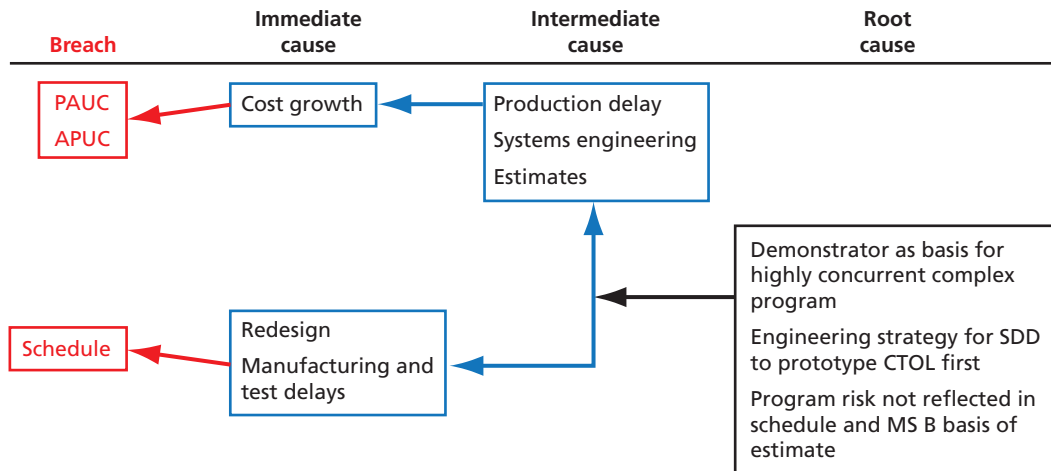 Breach
Immediate
cause
Intermediate
cause
Root
cause
PAUC
APUC
Cost growth
Production delay
Systems engineering
Estimates
Demonstrator as basis for
highly concurrent complex
program
Engineering strategy for SDD
to prototype CTOL first
Program risk not reflected in
schedule and MS B basis of
estimate
Schedule
Redesign
Manufacturing and
test delays